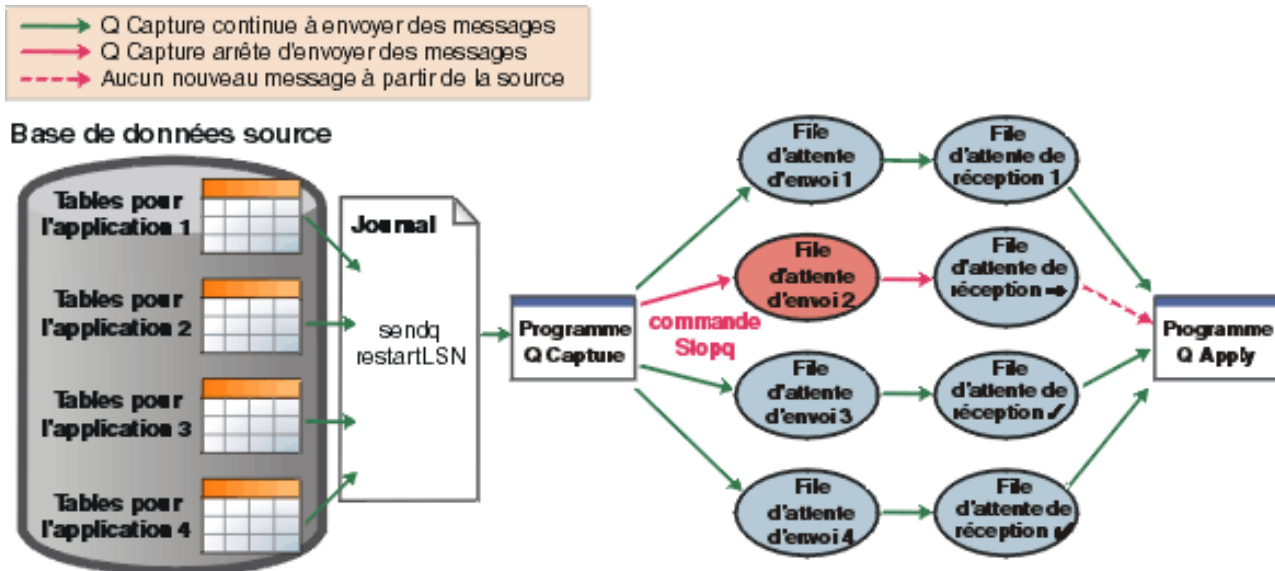 Q Capture continue à envoyer des messages
Q Capture arrête d'envoyer des messages
Aucun nouveau message à partir de la source
Base de données source
Tables pour
l'application 1
Tables pour
l'application 2
Tables pour
l'application 3
Tables pour
l'application 4
Journal
sendq
restartLSN
Programme
Q Capture
commande
Stopq
File
d'attente
d'envoi 1
File
d'attente de
réception 1
File
d'attente
d'envoi 2
File
d'attente de
réception
File
d'attente
d'envoi 3
File
d'attente de
réception ✓
File
d'attente
d'envoi 4
File
d'attente de
réception ✓
Programme
Q Apply